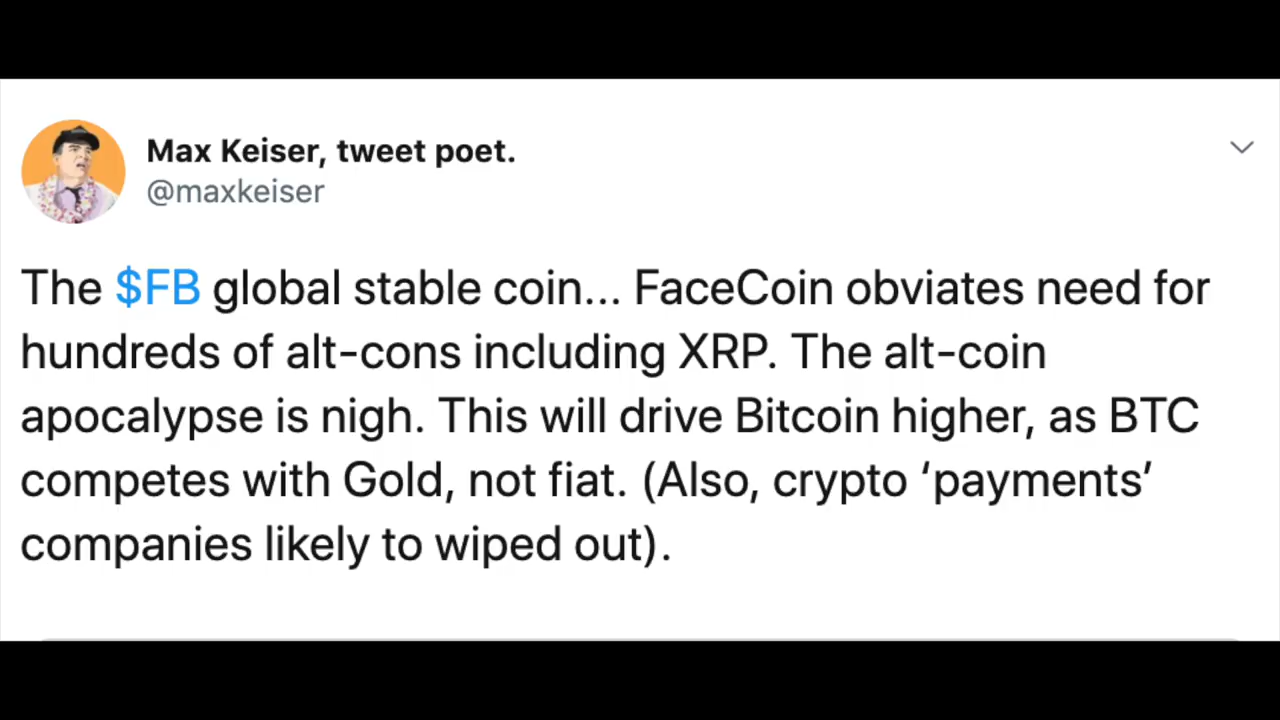 Max Keiser, tweet poet.
@maxkeiser
The $FB global stable coin... FaceCoin obviates need for
hundreds of alt-cons including XRP. The alt-coin
apocalypse is nigh. This will drive Bitcoin higher, as BTC
competes with Gold, not fiat. (Also, crypto ‘payments’
companies likely to wiped out).